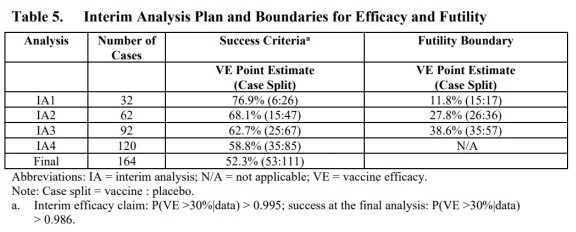 Table 5. Interim Analysis Plan and Boundaries for Efficacy and Futility
Analysis Number of Cases Success Criteriaᵃ Futility Boundary
VE Point Estimate (Case Split) VE Point Estimate (Case Split)
IA1 32 76.9% (6:26) 11.8% (15:17)
IA2 62 68.1% (15:47) 27.8% (26:36)
IA3 92 62.7% (25:67) 38.6% (35:57)
IA4 120 58.8% (35:85) N/A
Final 164 52.3% (53:111)
Abbreviations: IA = interim analysis; N/A = not applicable; VE = vaccine efficacy.
Note: Case split = vaccine : placebo.
a. Interim efficacy claim: P(VE >30%|data) > 0.995; success at the final analysis: P(VE >30%|data)
> 0.986.